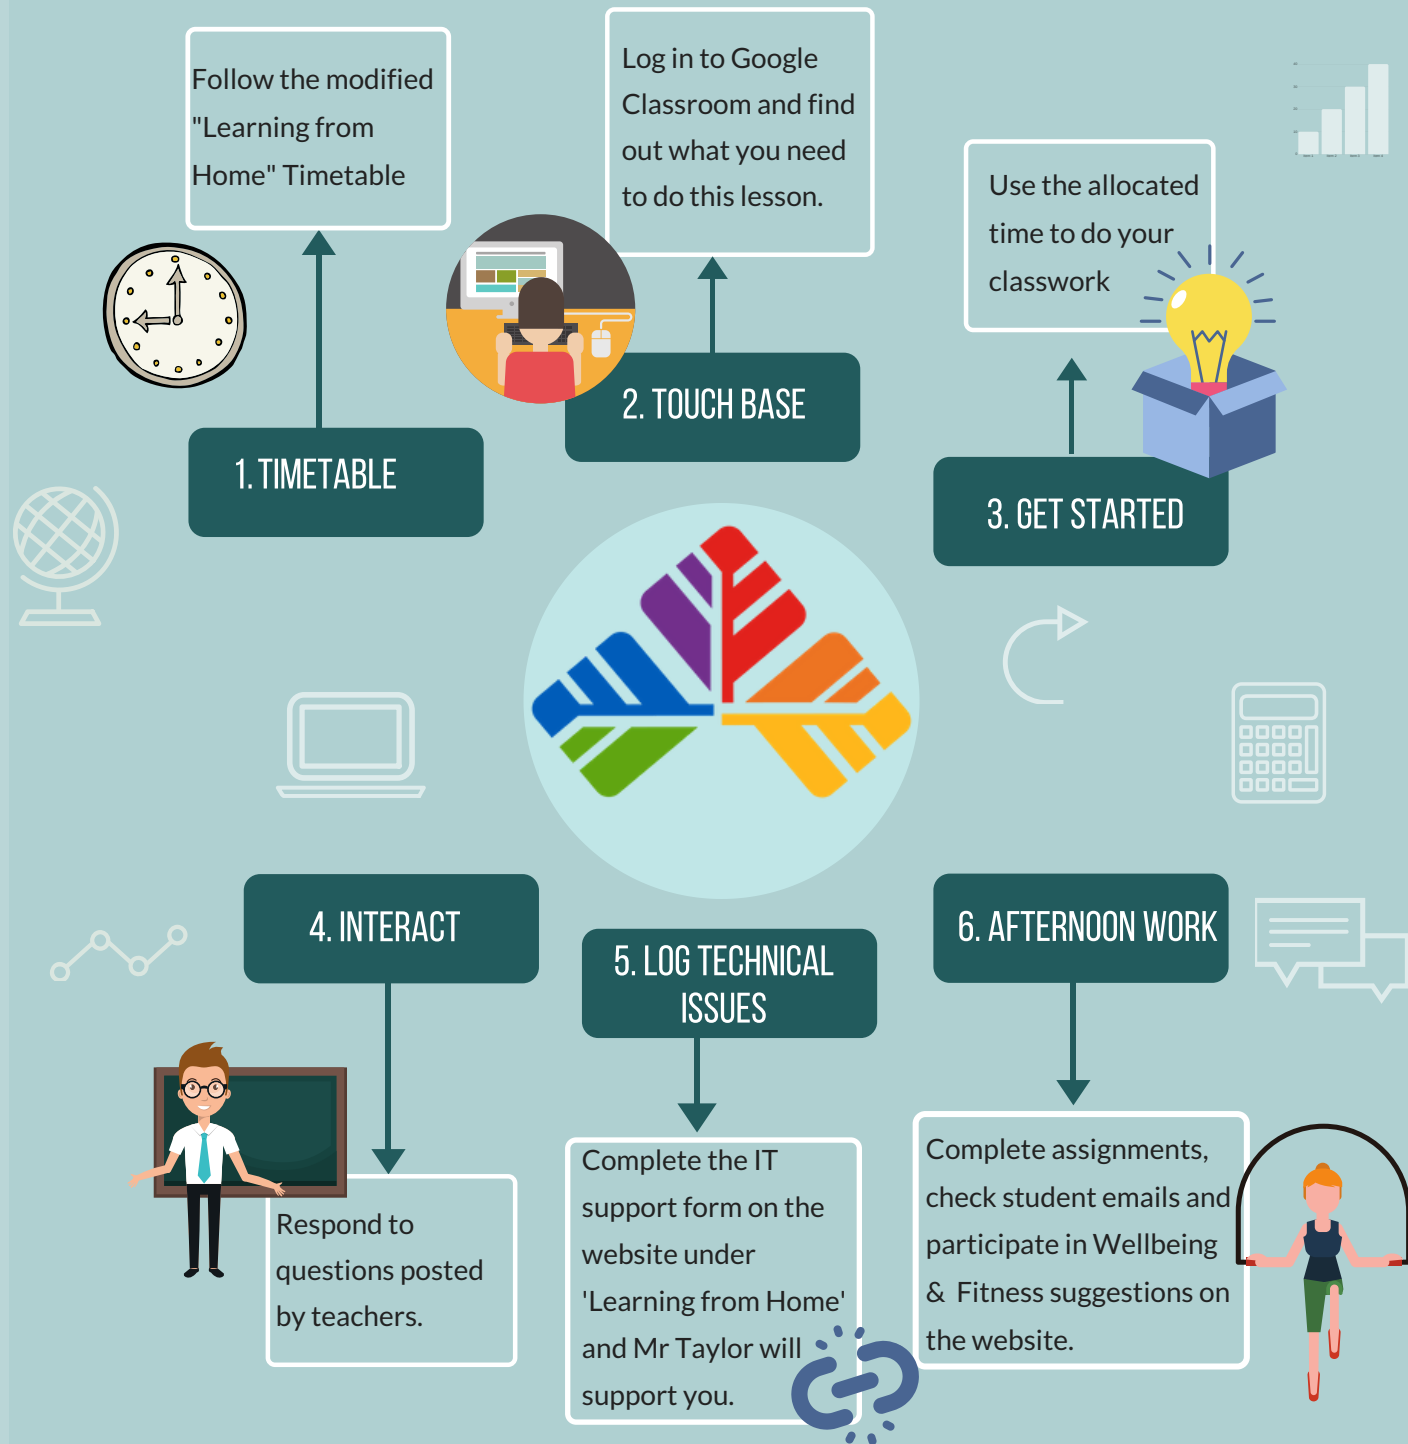 Follow the modified
"Learning from
Home" Timetable
1. TIMETABLE
Log in to Google
Classroom and find
out what you need
to do this lesson.
2. TOUCH BASE
Use the allocated
time to do your
classwork
3. GET STARTED
4. INTERACT
Respond to
questions posted
by teachers.
5. LOG TECHNICAL
ISSUES
Complete the IT
support form on the
website under
'Learning from Home'
and Mr Taylor will
support you.
6. AFTERNOON WORK
Complete assignments,
check student emails and
participate in Wellbeing
& Fitness suggestions on
the website.